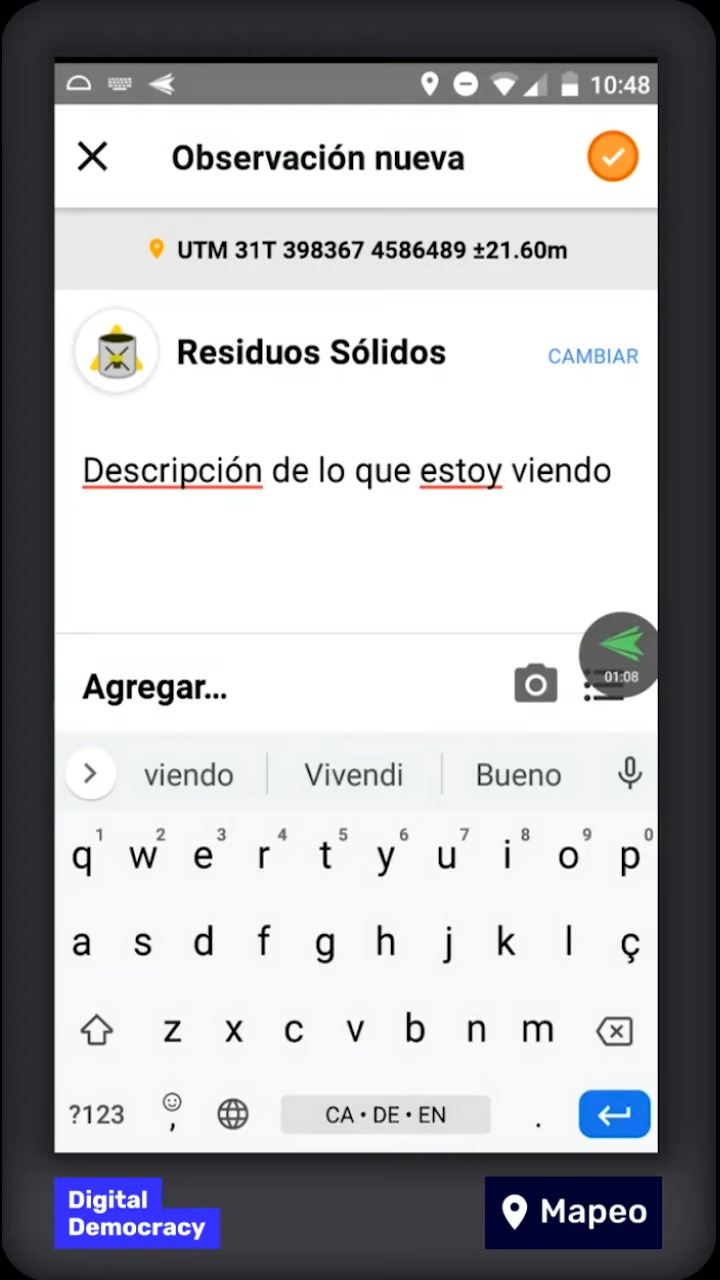 10:48
Observación nueva
UTM 31T 398367 4586489 ±21.60m
Residuos Sólidos CAMBIAR
Descripción de lo que estoy viendo
01:08
Agregar...
viendo Vivendi Bueno
1 2 3 4 5 6 7 8 9 0
q w e r t y u i o p
a s d f g h j k l ç
z x c v b n m
?123 , CA • DE • EN .
Digital
Democracy
Mapeo